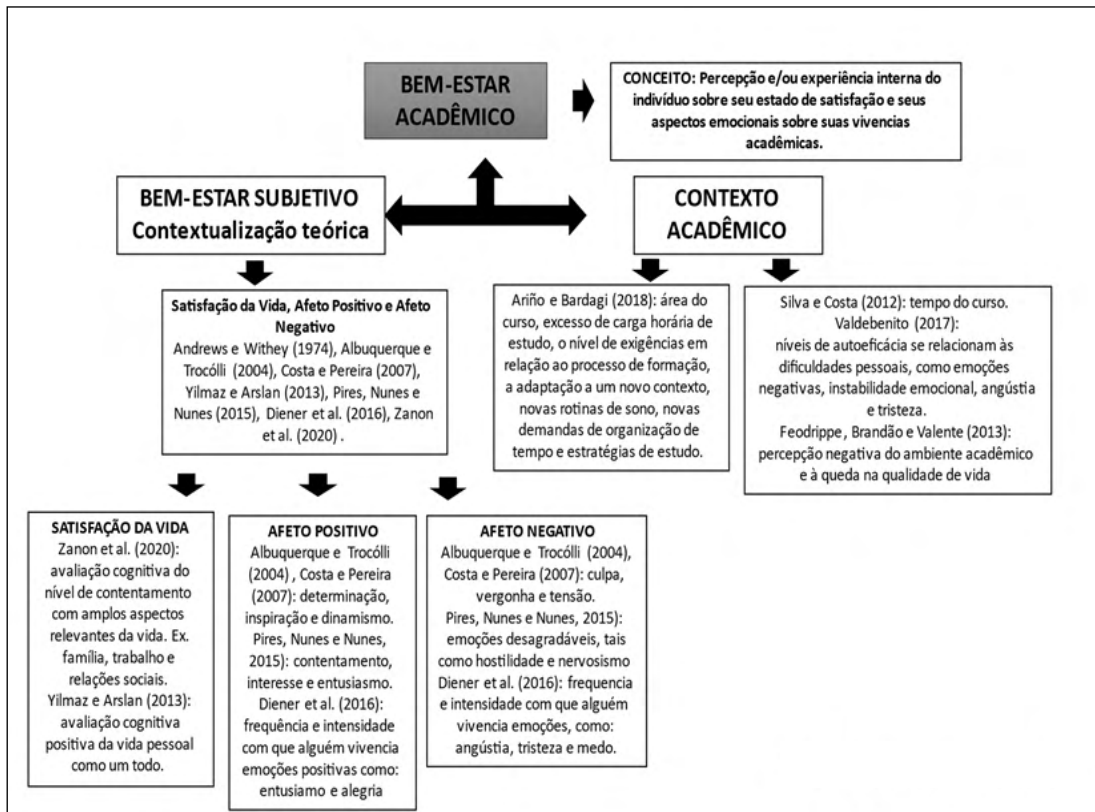 BEM-ESTAR
ACADÊMICO
CONCEITO: Percepção e/ou experiência interna do
indivíduo sobre seu estado de satisfação e seus
aspectos emocionais sobre suas vivencias
acadêmicas.
BEM-ESTAR SUBJETIVO
Contextualização teórica
CONTEXTO
ACADÊMICO
Satisfação da Vida, Afeto Positivo e Afeto
Negativo
Andrews e Withey (1974), Albuquerque e
Trocólli (2004), Costa e Pereira (2007),
Yilmaz e Arslan (2013), Pires, Nunes e
Nunes (2015), Diener et al. (2016), Zanon
et al. (2020) .
Ariño e Bardagi (2018): área do
curso, excesso de carga horária de
estudo, o nível de exigências em
relação ao processo de formação,
a adaptação a um novo contexto,
novas rotinas de sono, novas
demandas de organização de
tempo e estratégias de estudo.
Silva e Costa (2012): tempo do curso.
Valdebenito (2017):
níveis de autoeficácia se relacionam às
dificuldades pessoais, como emoções
negativas, instabilidade emocional, angústia
e tristeza.
Feodrippe, Brandão e Valente (2013):
percepção negativa do ambiente acadêmico
e à queda na qualidade de vida
SATISFAÇÃO DA VIDA
Zanon et al. (2020):
avaliação cognitiva do
nível de contentamento
com amplos aspectos
relevantes da vida. Ex.
família, trabalho e
relações sociais.
Yilmaz e Arslan (2013):
avaliação cognitiva
positiva da vida pessoal
como um todo.
AFETO POSITIVO
Albuquerque e Trocólli
(2004) , Costa e Pereira
(2007): determinação,
inspiração e dinamismo.
Pires, Nunes e Nunes,
2015): contentamento,
interesse e entusiasmo.
Diener et al. (2016):
frequência e intensidade
com que alguém vivencia
emoções positivas como:
entusiamo e alegria
AFETO NEGATIVO
Albuquerque e Trocólli (2004),
Costa e Pereira (2007): culpa,
vergonha e tensão.
Pires, Nunes e Nunes, 2015):
emoções desagradáveis, tais
como hostilidade e nervosismo
Diener et al. (2016): frequencia
e intensidade com que alguém
vivencia emoções, como:
angústia, tristeza e medo.